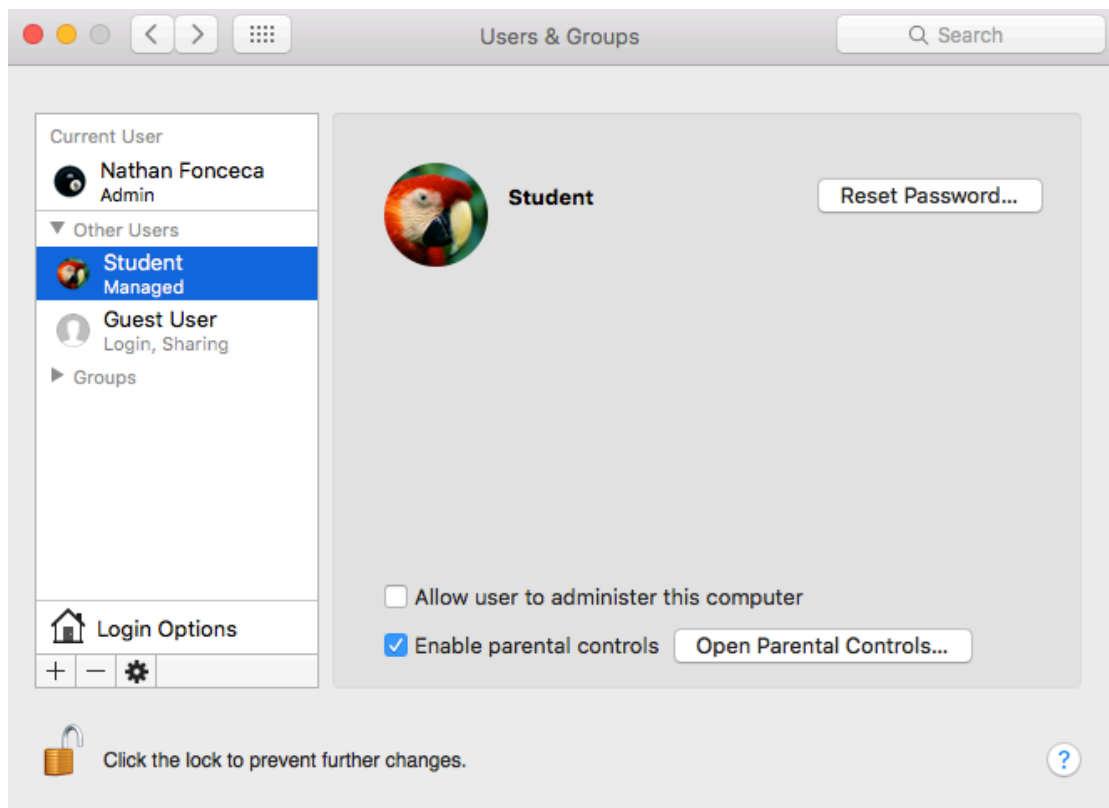 Users & Groups
Search
Current User
Nathan Fonceca
Admin
Other Users
Student
Managed
Guest User
Login, Sharing
Groups
Login Options
Student
Reset Password...
Allow user to administer this computer
Enable parental controls
Open Parental Controls...
Click the lock to prevent further changes.
?